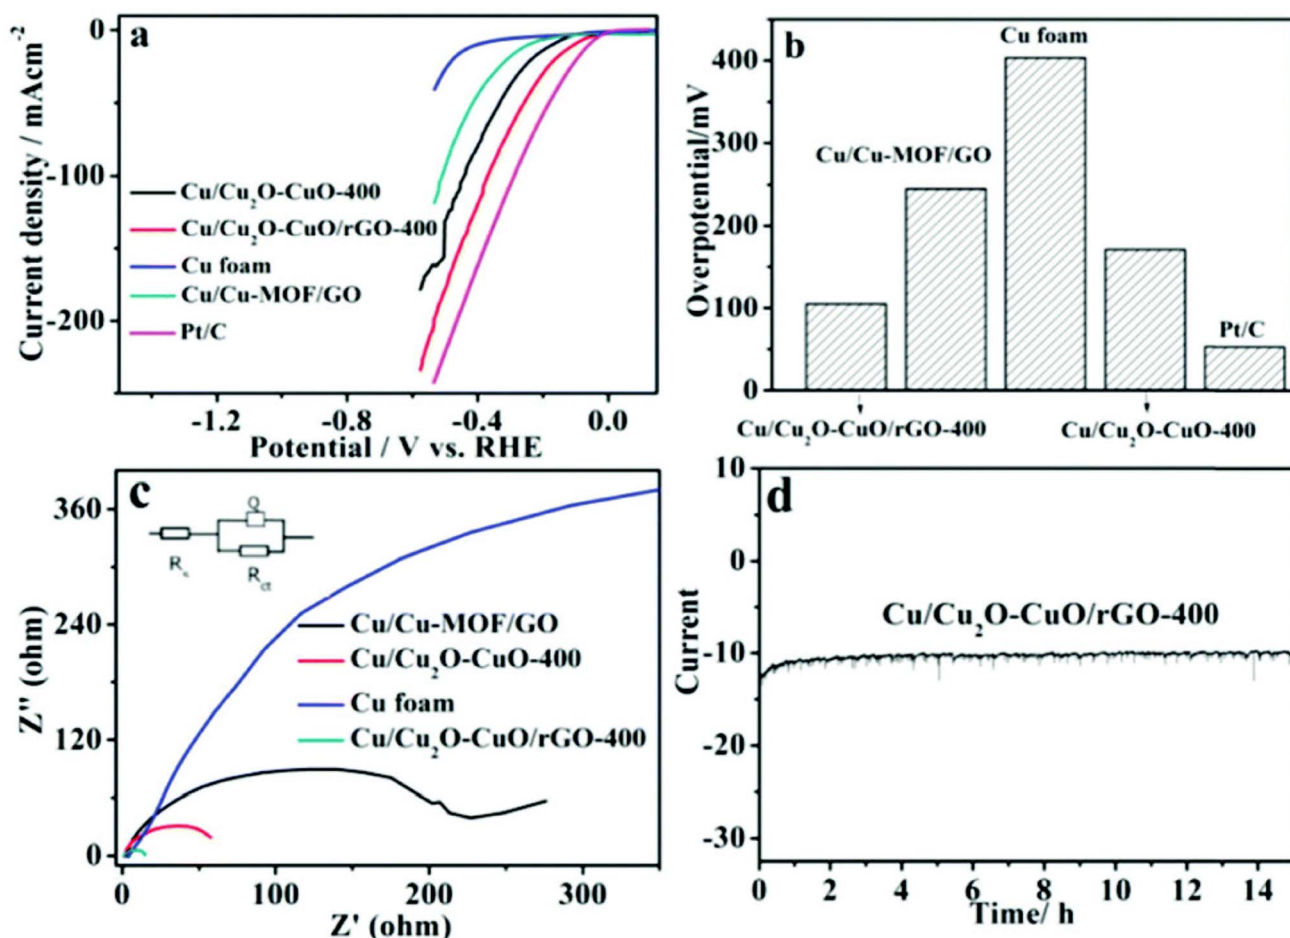 a
Current density / mAcm-2
0
-100
-200
Cu/Cu2O-CuO-400
Cu/Cu2O-CuO/rGO-400
Cu foam
Cu/Cu-MOF/GO
Pt/C
-1.2 -0.8 -0.4 0.0
Potential / V vs. RHE
b
Overpotential/mV
400
300
200
100
0
Cu foam
Cu/Cu-MOF/GO
Pt/C
Cu/Cu2O-CuO/rGO-400
Cu/Cu2O-CuO-400
c
Z" (ohm)
360
240
120
0
Q
Rs
Rct
Cu/Cu-MOF/GO
Cu/Cu2O-CuO-400
Cu foam
Cu/Cu2O-CuO/rGO-400
0 100 200 300
Z' (ohm)
d
Current
10
0
-10
-20
-30
Cu/Cu2O-CuO/rGO-400
0 2 4 6 8 10 12 14
Time/ h